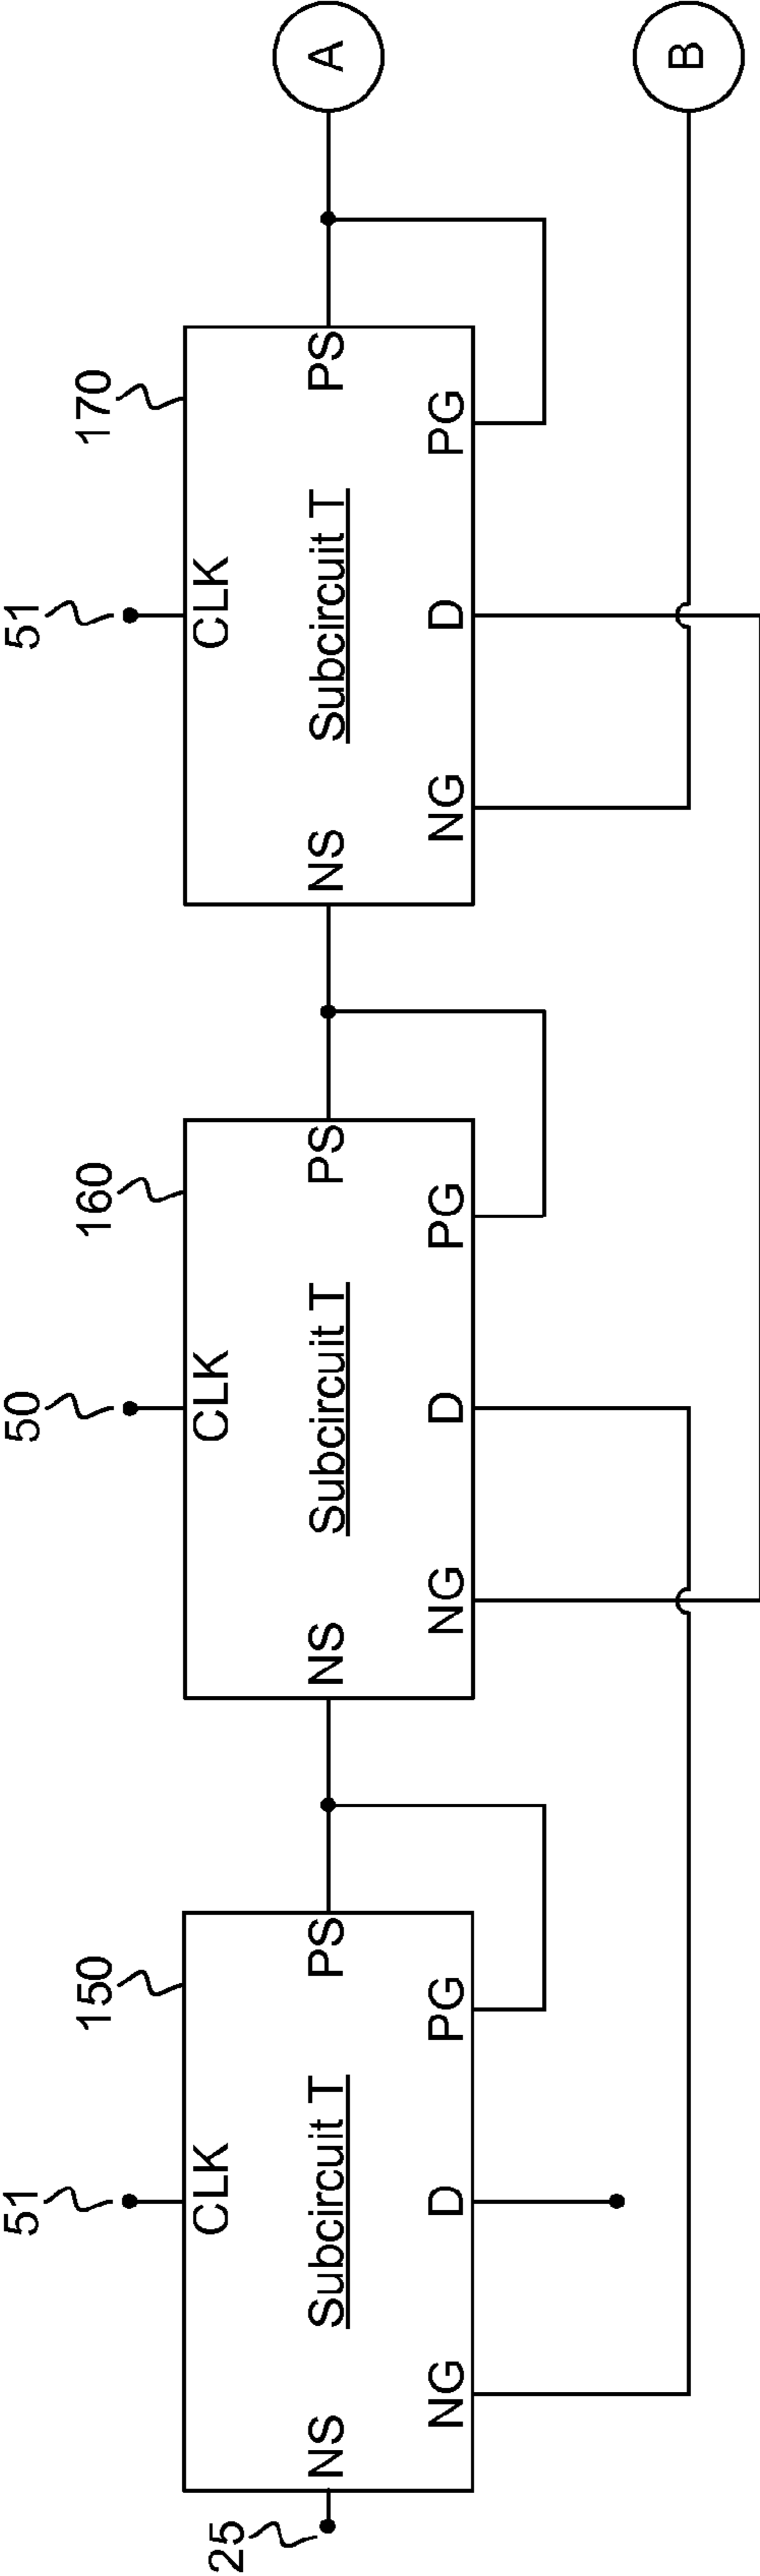 51
50
51
150
160
170
CLK
CLK
CLK
25
NS
Subcircuit T
PS
NS
Subcircuit T
PS
NS
Subcircuit T
PS
A
NG
D
PG
NG
D
PG
NG
D
PG
B